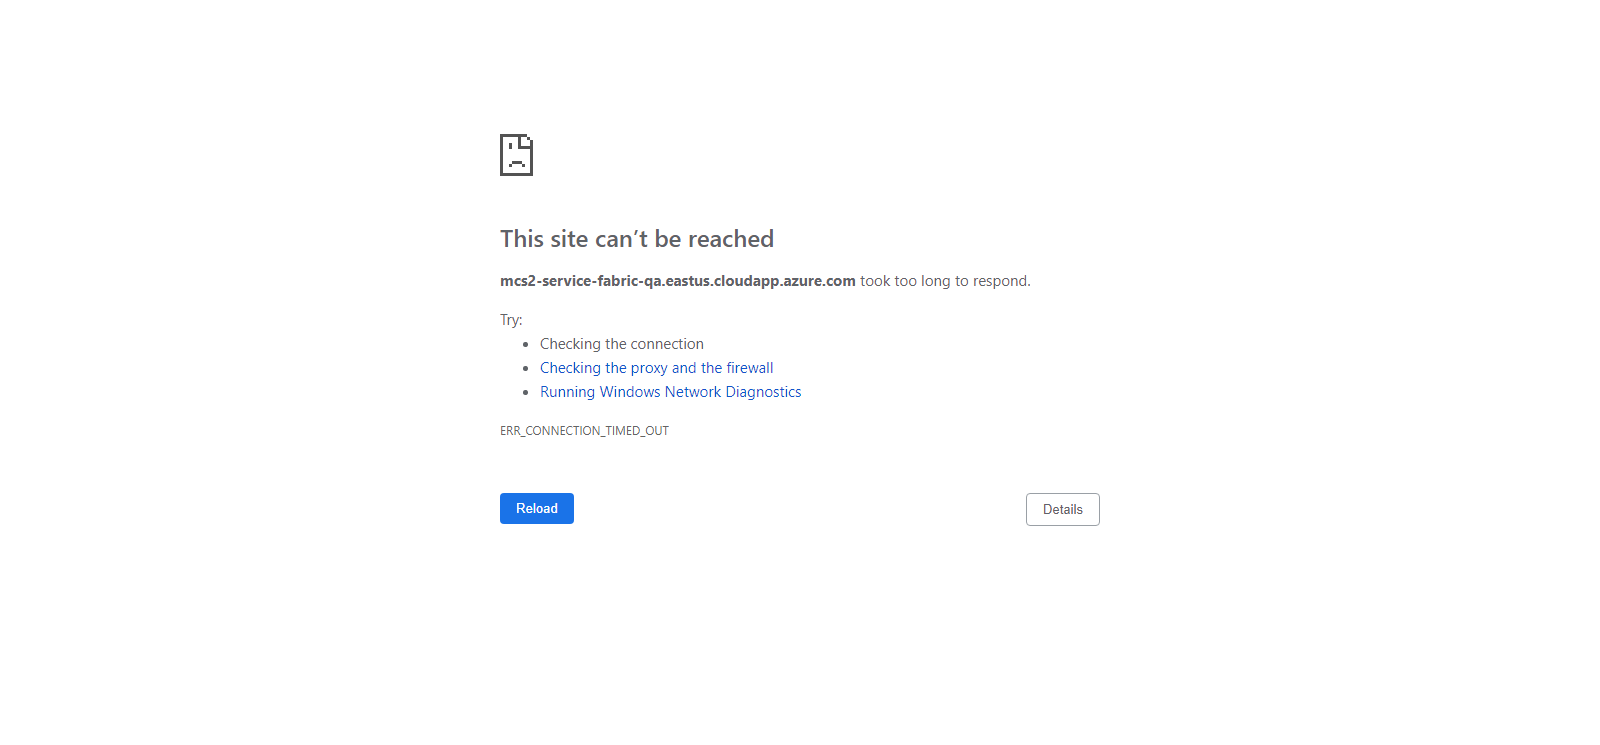 This site can’t be reached
mcs2-service-fabric-qa.eastus.cloudapp.azure.com took too long to respond.
Try:
Checking the connection
Checking the proxy and the firewall
Running Windows Network Diagnostics
ERR_CONNECTION_TIMED_OUT
Reload
Details